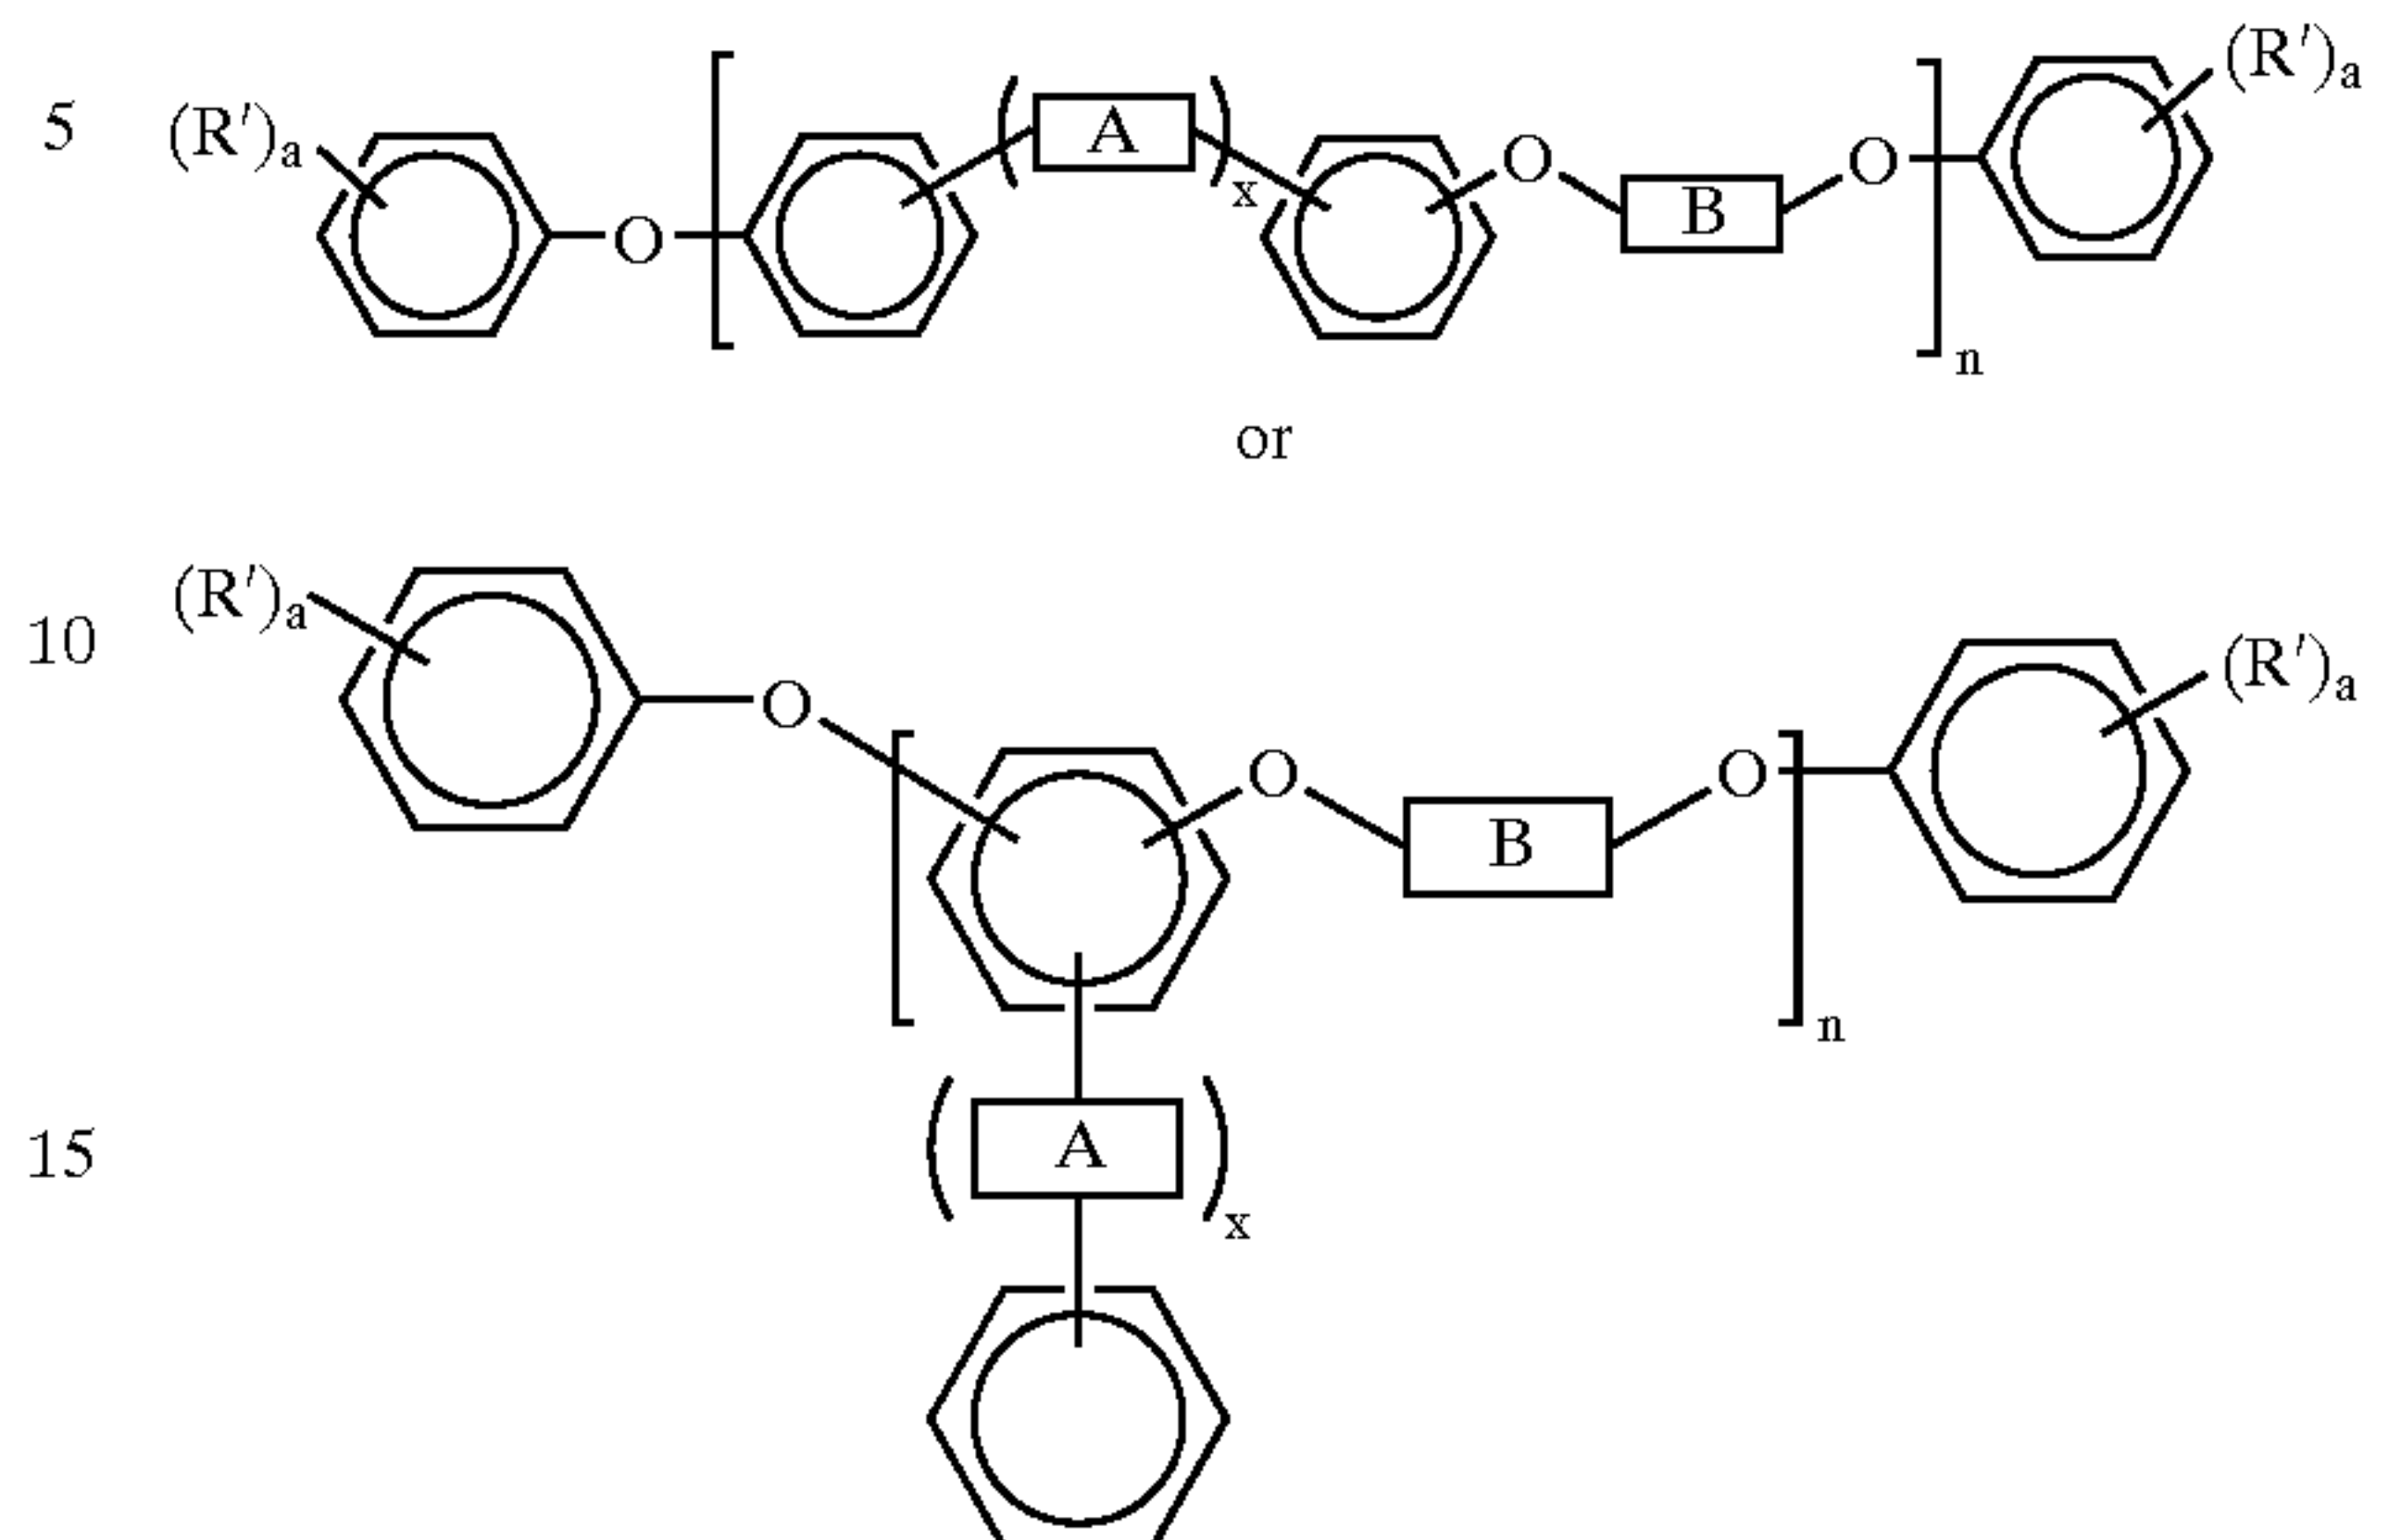 5 (R')a O ( A )x O B O n (R')a
or
10 (R')a O O B O n (R')a
15 ( A )x